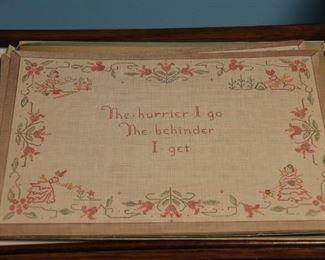 The hurrier I go
The behinder
I get